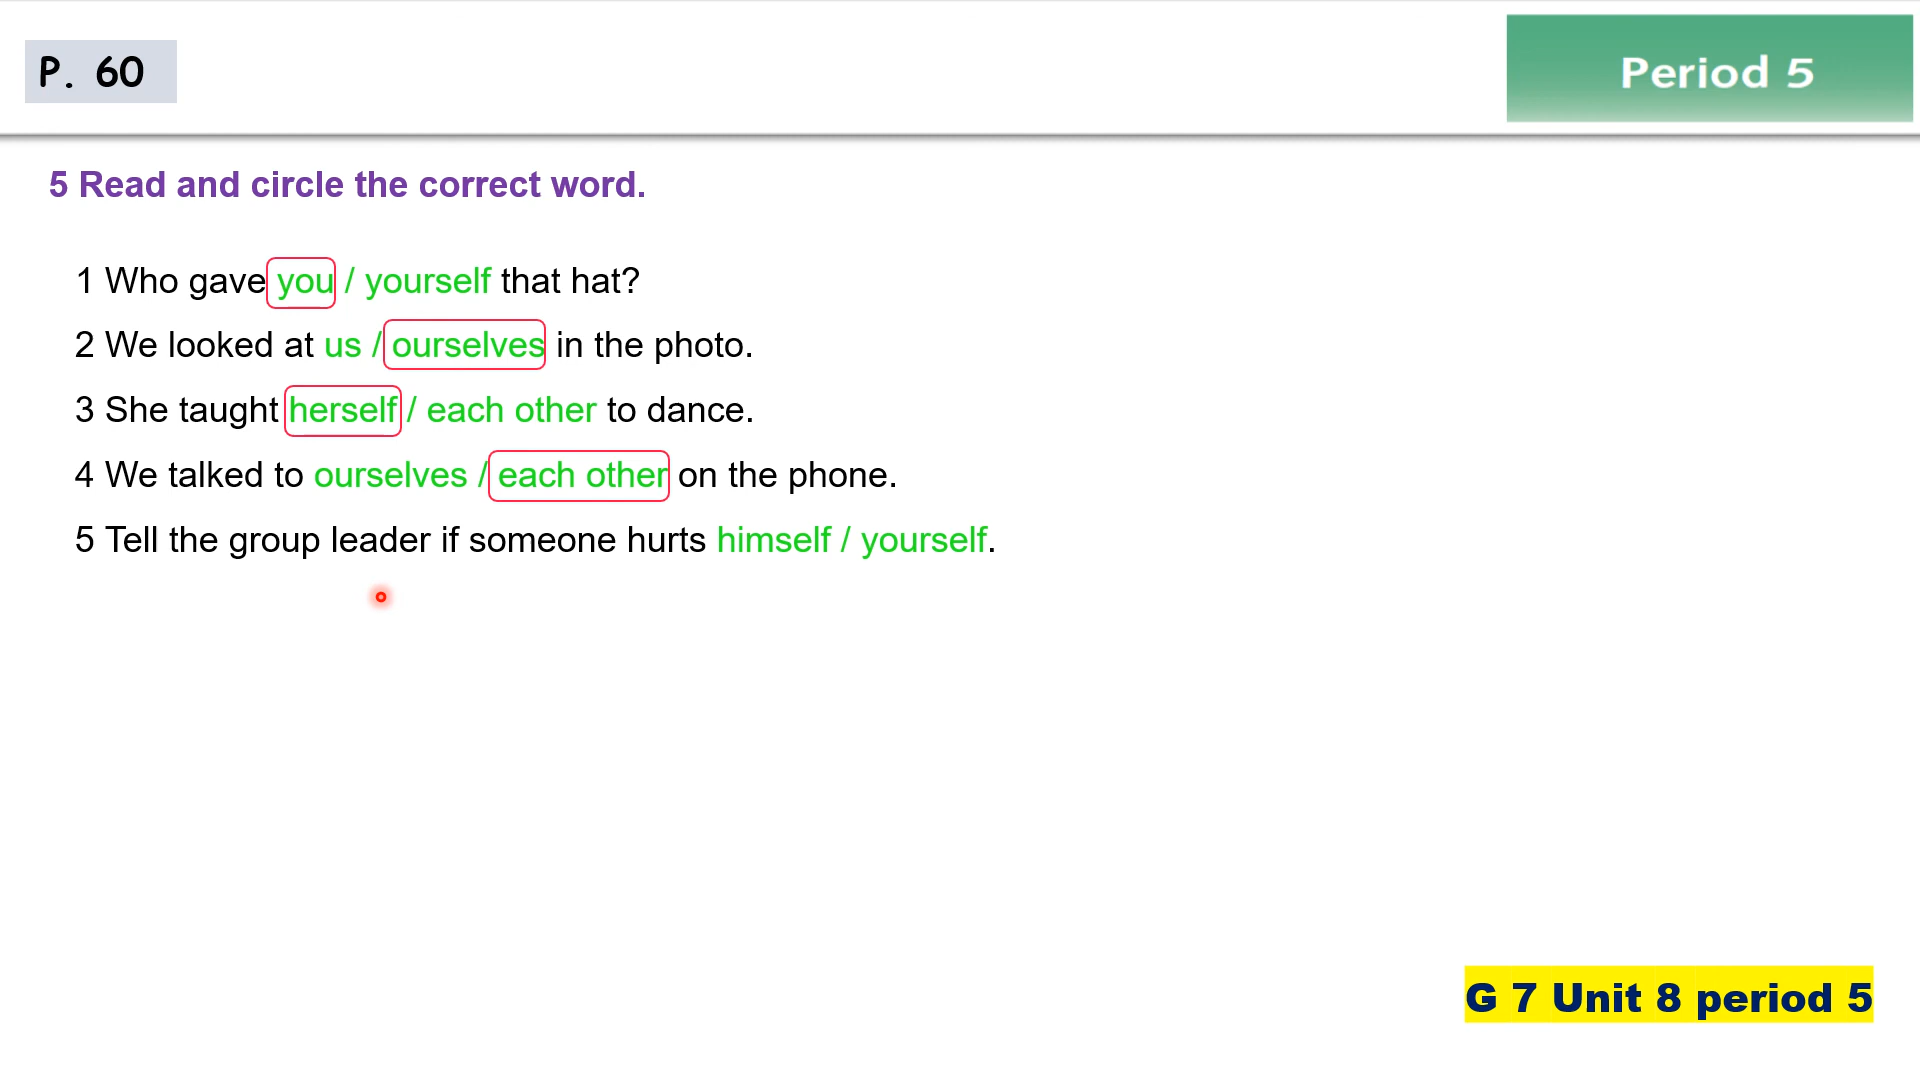 P. 60
Period 5
5 Read and circle the correct word.
1 Who gave you / yourself that hat?
2 We looked at us / ourselves in the photo.
3 She taught herself / each other to dance.
4 We talked to ourselves / each other on the phone.
5 Tell the group leader if someone hurts himself / yourself.
G 7 Unit 8 period 5